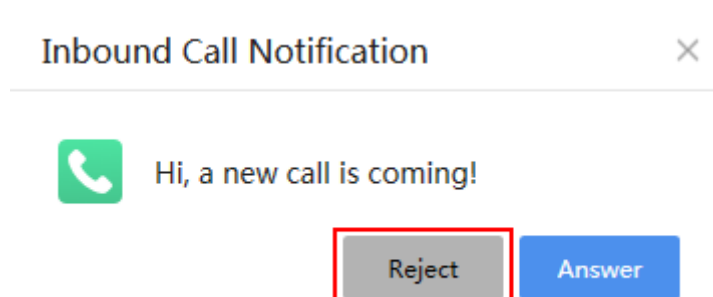 Inbound Call Notification
Hi, a new call is coming!
Reject
Answer